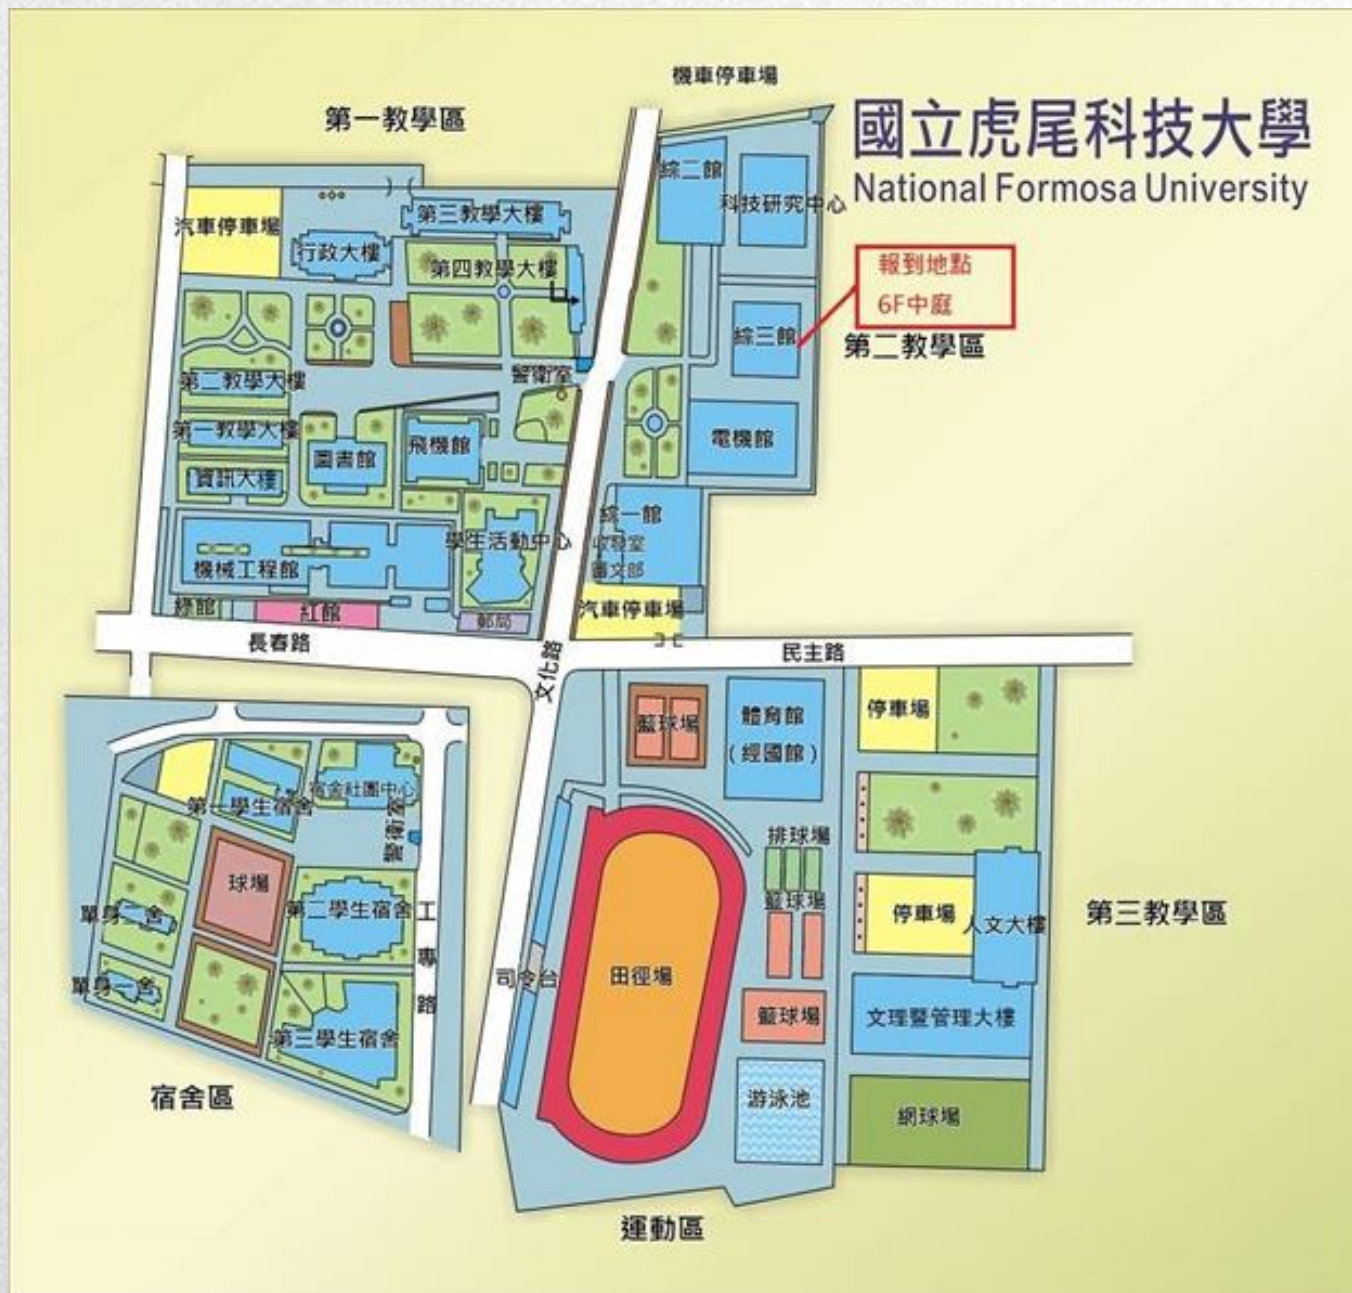 機車停車場
第一教學區
國立虎尾科技大學
National Formosa University
綜二館
科技研究中心
汽車停車場
第三教學大樓
行政大樓
第四教學大樓
報到地點
6F中庭
綜三館
第二教學區
警衛室
第二教學大樓
第一教學大樓
圖書館
飛機館
電機館
資訊大樓
綜一館
學生活動中心
收發室
圖文部
機械工程館
綠館
紅館
郵局
汽車停車場
長春路
文化路
民主路
籃球場
體育館
(經國館)
停車場
宿舍社團中心
第一學生宿舍
警衛室
排球場
球場
籃球場
單身一舍
第二學生宿舍
停車場
人文大樓
第三教學區
工專路
司令台
田徑場
單身一舍
籃球場
文理暨管理大樓
第三學生宿舍
宿舍區
游泳池
網球場
運動區